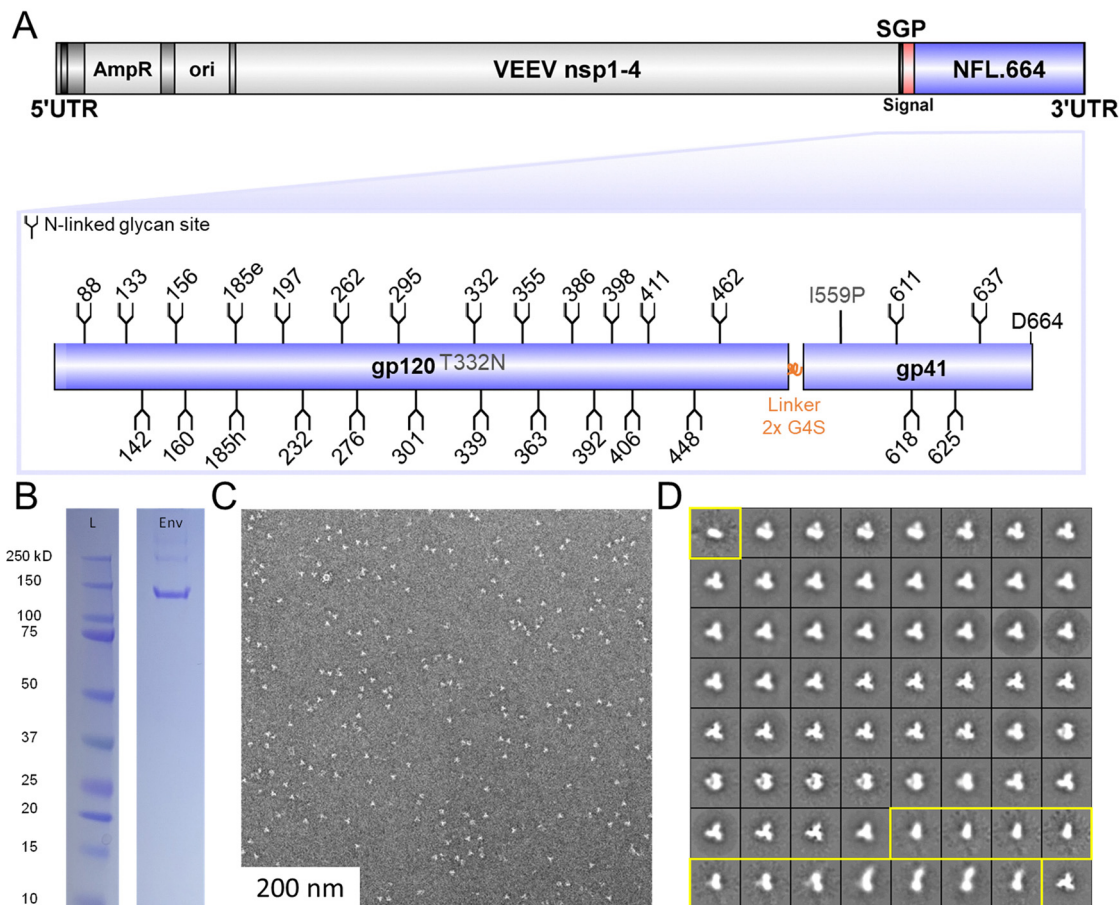 A
SGP
AmpR
ori
VEEV nsp1-4
NFL.664
5'UTR
Signal
3'UTR
N-linked glycan site
88 133 156 185e 197 262 295 332 355 386 398 411 462 I559P 611 637 D664
gp120 T332N
gp41
Linker
2x G4S
142 160 185h 232 276 301 339 363 392 406 448 618 625
B
L
Env
250 kD
150
100
75
50
37
25
20
15
10
C
200 nm
D